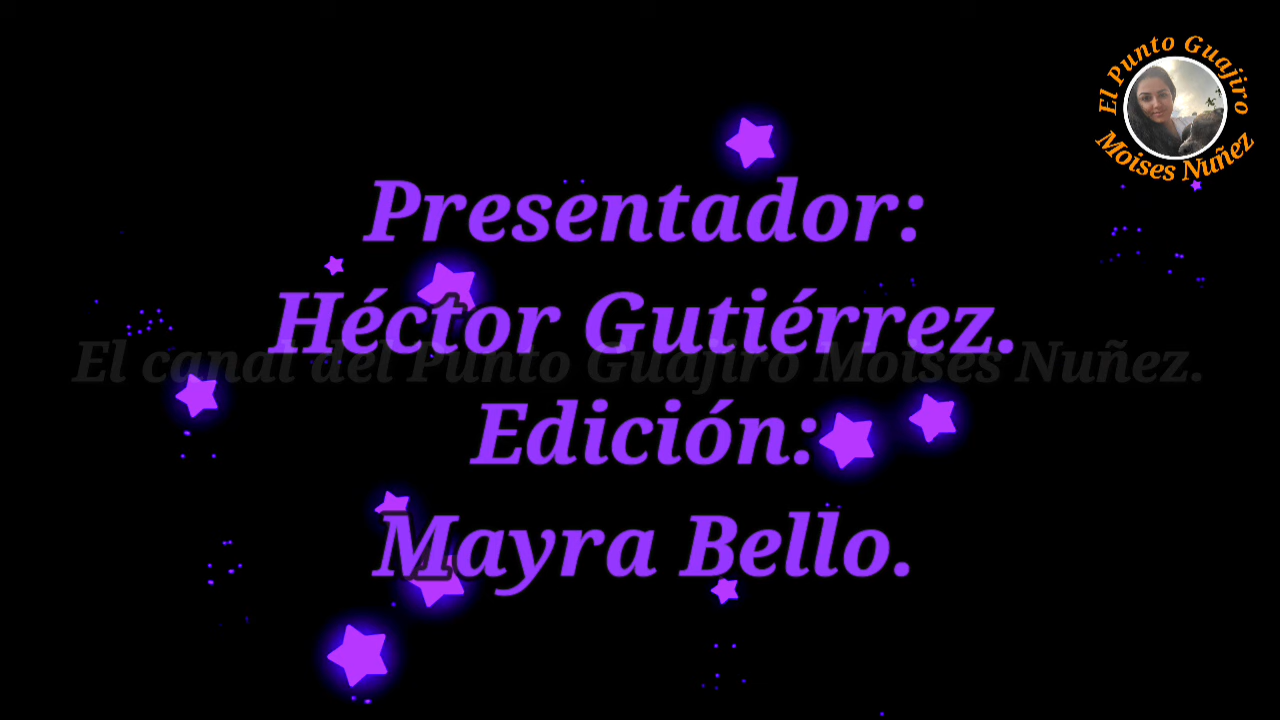 El Punto Guajiro
Moises Nuñez
Presentador:
Héctor Gutiérrez.
El canal del Punto Guajiro Moises Nuñez.
Edición:
Mayra Bello.